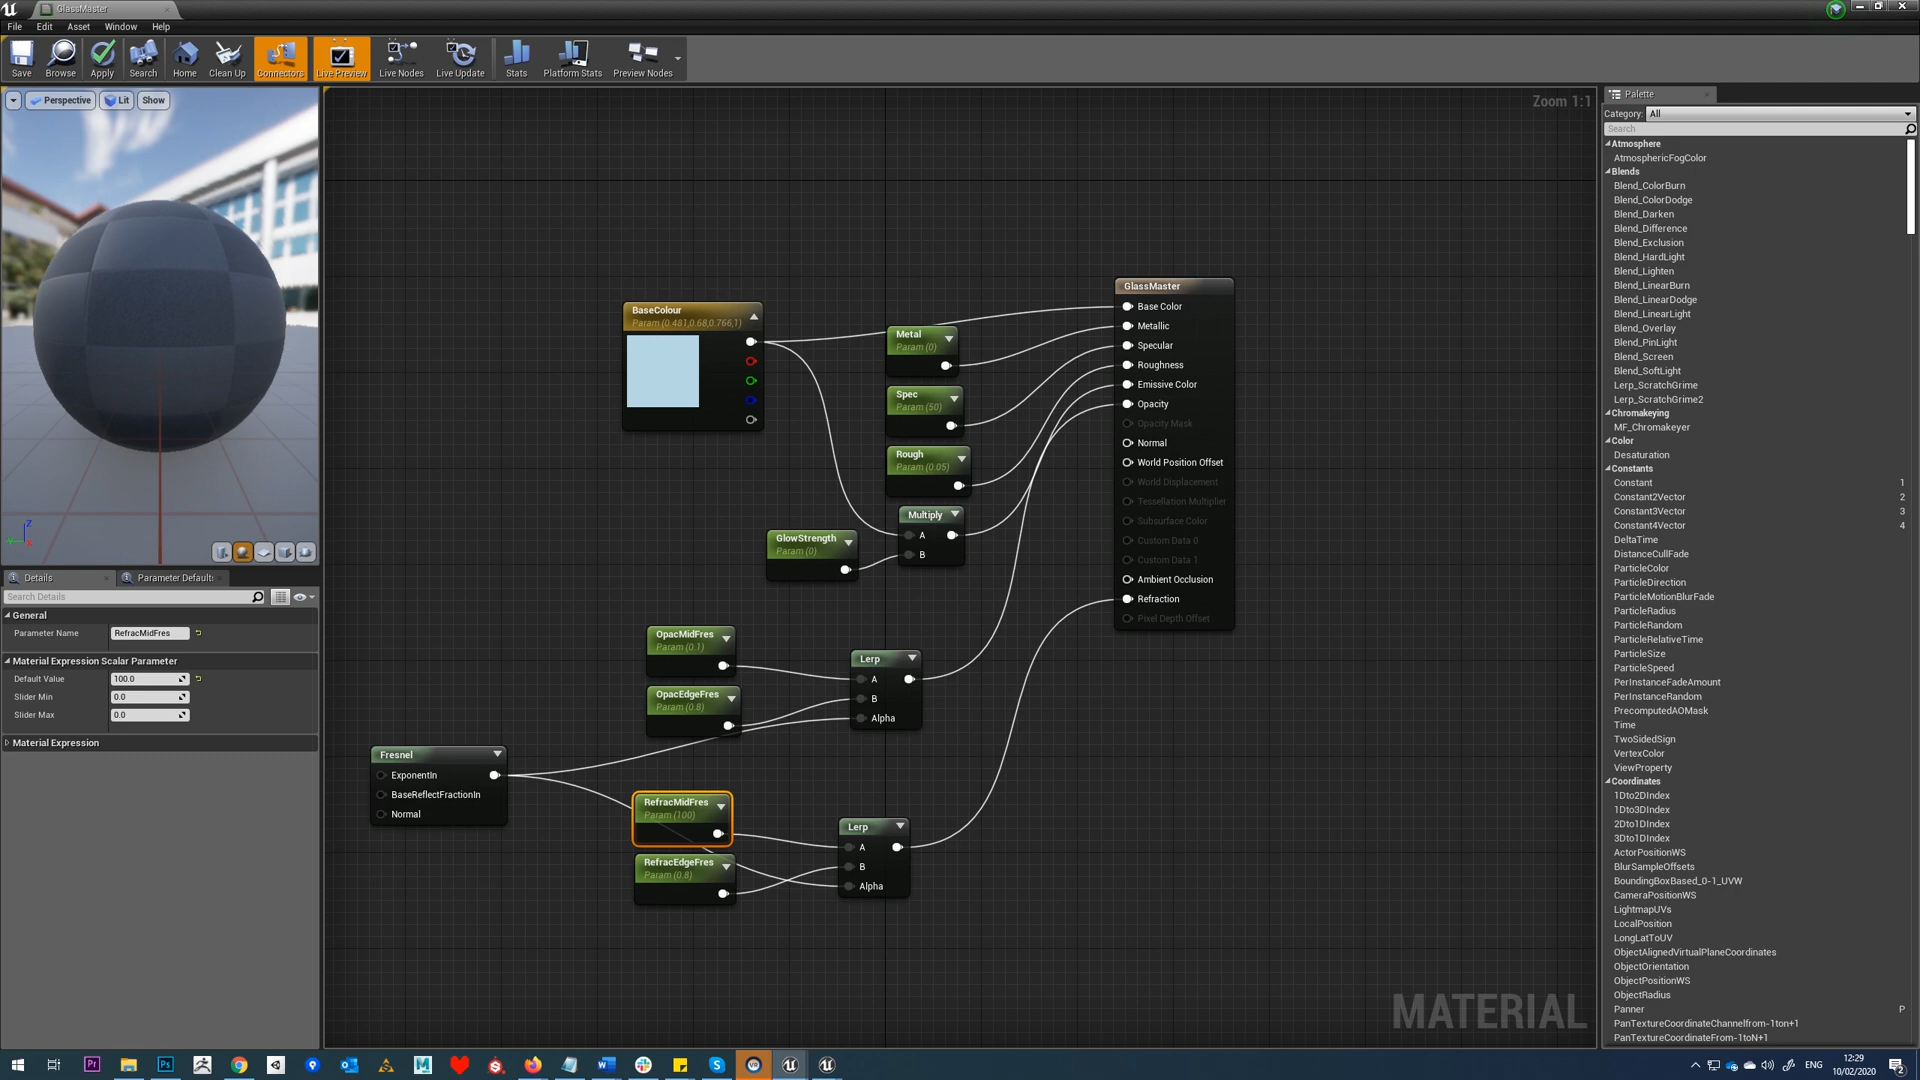 GlassMaster
File Edit Asset Window Help
Save Browse Apply Search Home Clean Up Connectors Live Preview Live Nodes Live Update Stats Platform Stats Preview Nodes
Perspective Lit Show
Zoom 1:1
BaseColour
Param (0.481,0.68,0.766,1)
Metal
Param (0)
Spec
Param (50)
Rough
Param (0.05)
Multiply
A
B
GlowStrength
Param (0)
GlassMaster
Base Color
Metallic
Specular
Roughness
Emissive Color
Opacity
Opacity Mask
Normal
World Position Offset
World Displacement
Tessellation Multiplier
Subsurface Color
Custom Data 0
Custom Data 1
Ambient Occlusion
Refraction
Pixel Depth Offset
OpacMidFres
Param (0.1)
OpacEdgeFres
Param (0.8)
Lerp
A
B
Alpha
Fresnel
ExponentIn
BaseReflectFractionIn
Normal
RefracMidFres
Param (100)
RefracEdgeFres
Param (0.8)
Lerp
A
B
Alpha
MATERIAL
Z
Y
X
Details Parameter Default
Search Details
General
Parameter Name RefracMidFres
Material Expression Scalar Parameter
Default Value 100.0
Slider Min 0.0
Slider Max 0.0
Material Expression
Palette
Category: All
Search
Atmosphere
AtmosphericFogColor
Blends
Blend_ColorBurn
Blend_ColorDodge
Blend_Darken
Blend_Difference
Blend_Exclusion
Blend_HardLight
Blend_Lighten
Blend_LinearBurn
Blend_LinearDodge
Blend_LinearLight
Blend_Overlay
Blend_PinLight
Blend_Screen
Blend_SoftLight
Lerp_ScratchGrime
Lerp_ScratchGrime2
Chromakeying
MF_Chromakeyer
Color
Desaturation
Constants
Constant 1
Constant2Vector 2
Constant3Vector 3
Constant4Vector 4
DeltaTime
DistanceCullFade
ParticleColor
ParticleDirection
ParticleMotionBlurFade
ParticleRadius
ParticleRandom
ParticleRelativeTime
ParticleSize
ParticleSpeed
PerInstanceFadeAmount
PerInstanceRandom
PrecomputedAOMask
Time
TwoSidedSign
VertexColor
ViewProperty
Coordinates
1Dto2DIndex
1Dto3DIndex
2Dto1DIndex
3Dto1DIndex
ActorPositionWS
BlurSampleOffsets
BoundingBoxBased_0-1_UVW
CameraPositionWS
LightmapUVs
LocalPosition
LongLatToUV
ObjectAlignedVirtualPlaneCoordinates
ObjectOrientation
ObjectPositionWS
ObjectRadius
Panner P
PanTextureCoordinateChannelfrom-1ton+1
PanTextureCoordinateFrom-1toN+1
Pr Ps
ENG
12:29
10/02/2020
2